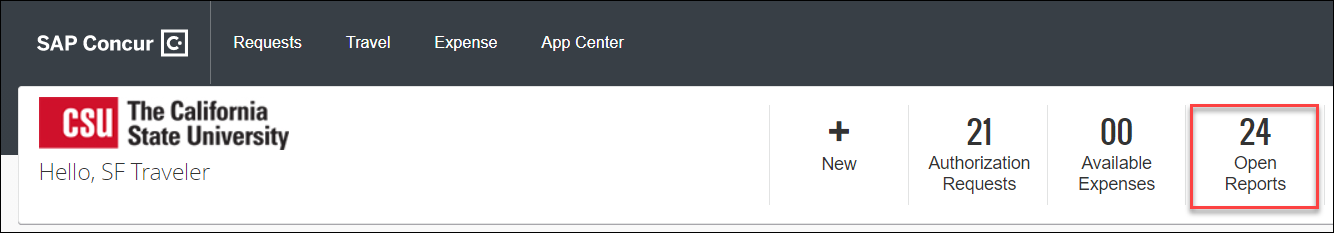 SAP Concur C
Requests
Travel
Expense
App Center
CSU The California
State University
Hello, SF Traveler
+
New
21
Authorization
Requests
00
Available
Expenses
24
Open
Reports